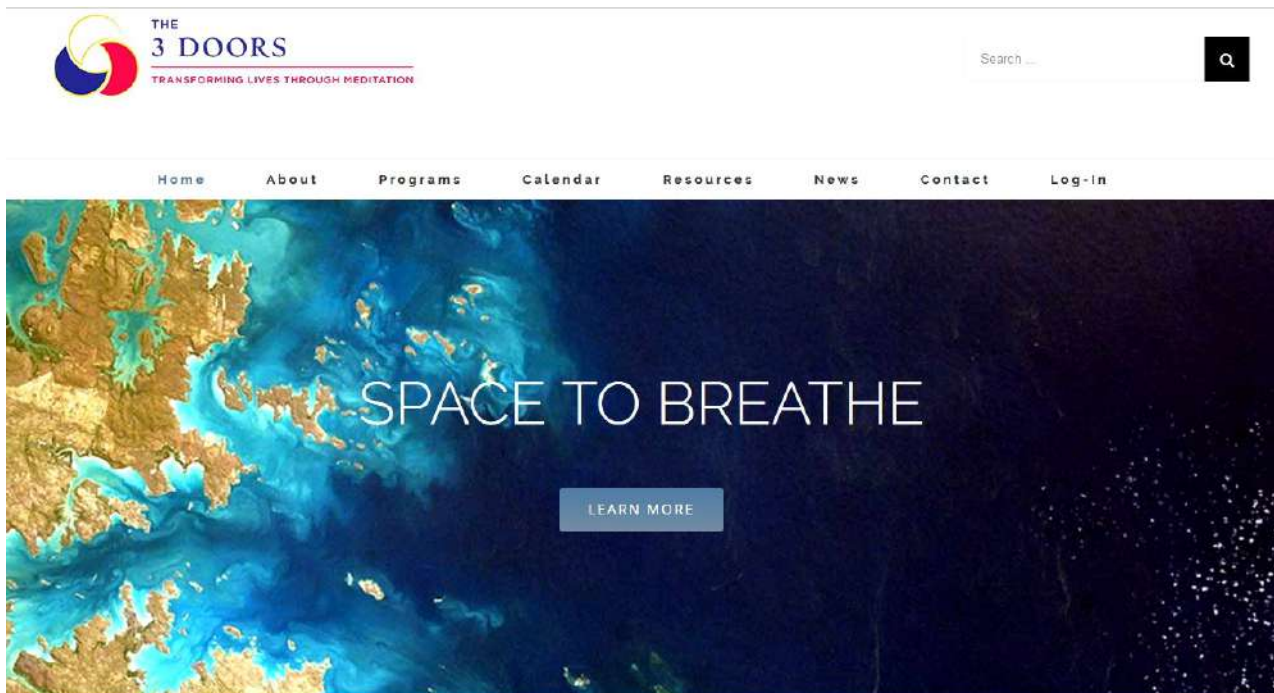 THE
3 DOORS
TRANSFORMING LIVES THROUGH MEDITATION
Search ...
Home About Programs Calendar Resources News Contact Log-In
SPACE TO BREATHE
LEARN MORE